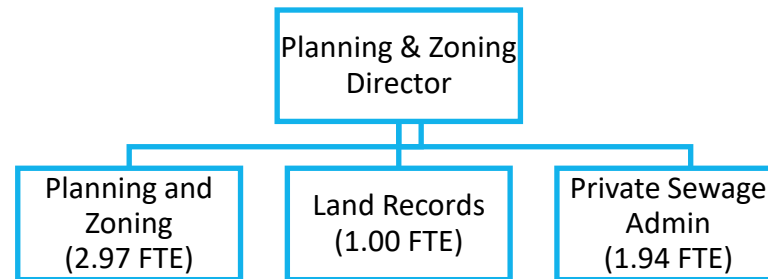 Planning & Zoning
Director
Planning and
Zoning
(2.97 FTE)
Land Records
(1.00 FTE)
Private Sewage
Admin
(1.94 FTE)